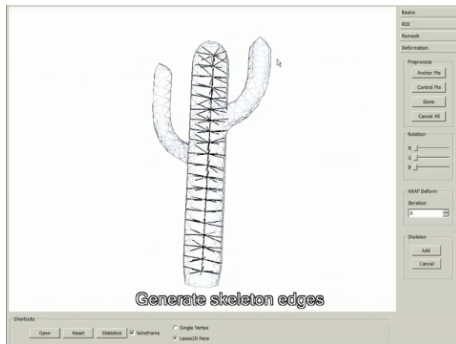 Basics
ROI
Remesh
Deformation
Preprocess
Anchor Pts
Control Pts
Done
Cancel All
Rotation
ARAP Deform
Iteration
Skeleton
Add
Cancel
Generate skeleton edges
Shortcuts
Open Reset Statistics Wireframe Single Vertex